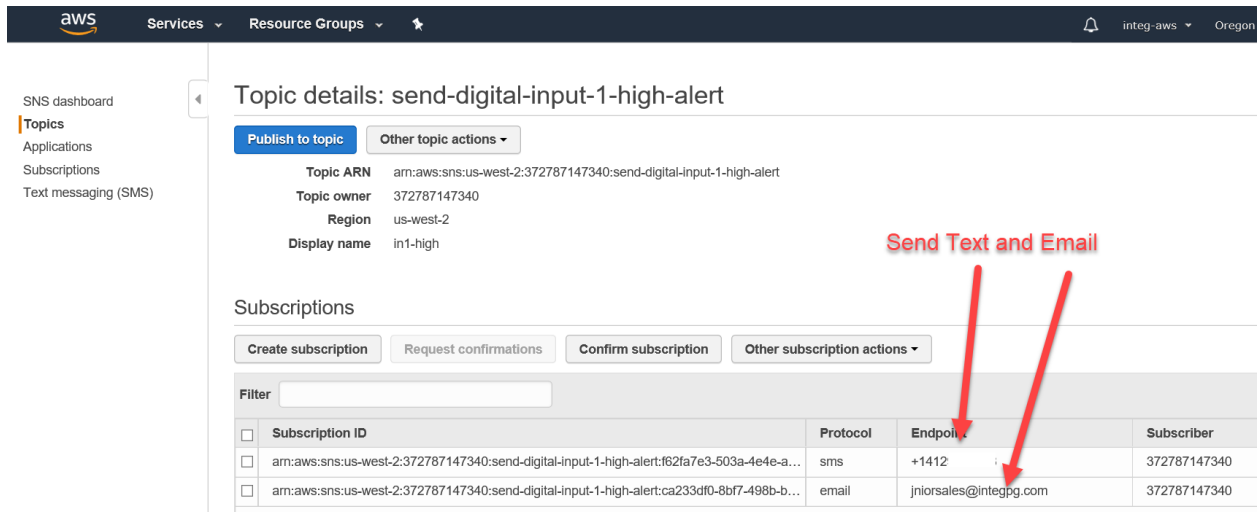 aws Services Resource Groups integ-aws Oregon
SNS dashboard
Topics
Applications
Subscriptions
Text messaging (SMS)
Topic details: send-digital-input-1-high-alert
Publish to topic Other topic actions
Topic ARN arn:aws:sns:us-west-2:372787147340:send-digital-input-1-high-alert
Topic owner 372787147340
Region us-west-2
Display name in1-high
Send Text and Email
Subscriptions
Create subscription Request confirmations Confirm subscription Other subscription actions
Filter
Subscription ID Protocol Endpoint Subscriber
arn:aws:sns:us-west-2:372787147340:send-digital-input-1-high-alert:f62fa7e3-503a-4e4e-a... sms +1412 372787147340
arn:aws:sns:us-west-2:372787147340:send-digital-input-1-high-alert:ca233df0-8bf7-498b-b... email jniorsales@integpg.com 372787147340